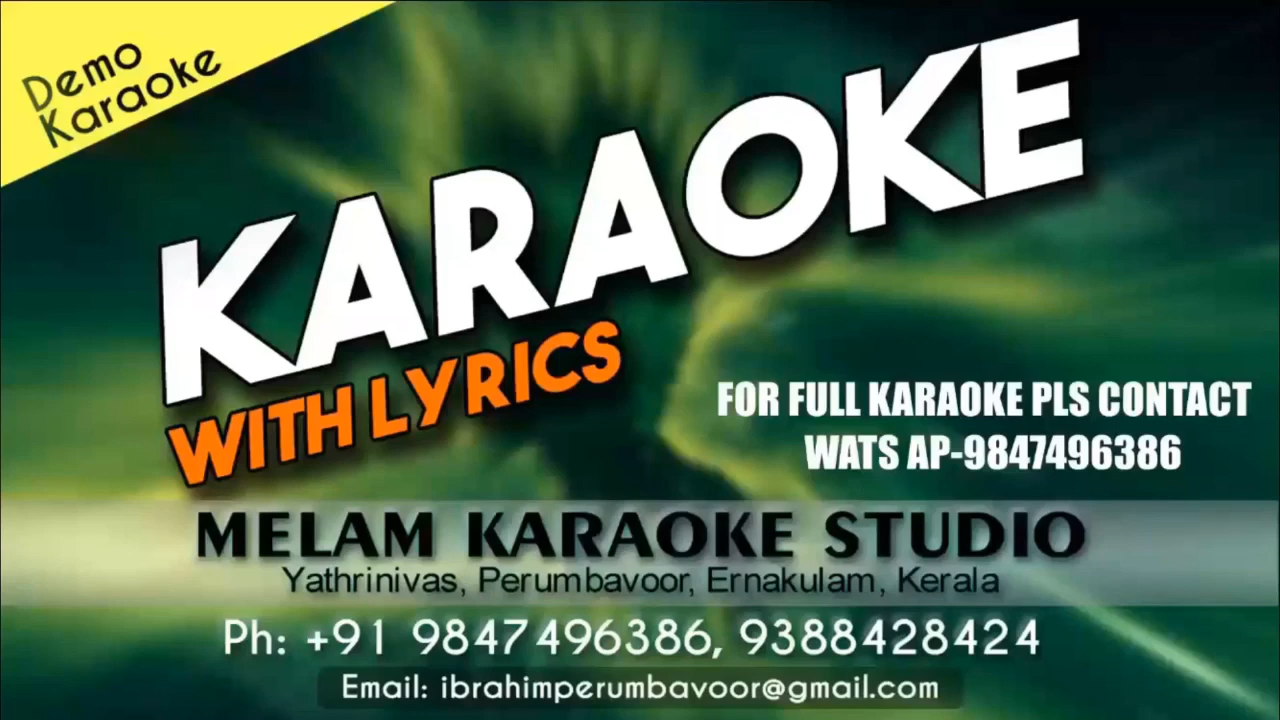 Demo
Karaoke
KARAOKE
WITH LYRICS
FOR FULL KARAOKE PLS CONTACT
WATS AP-9847496386
MELAM KARAOKE STUDIO
Yathrinivas, Perumbavoor, Ernakulam, Kerala
Ph: +91 9847496386, 9388428424
Email: ibrahimperumbavoor@gmail.com